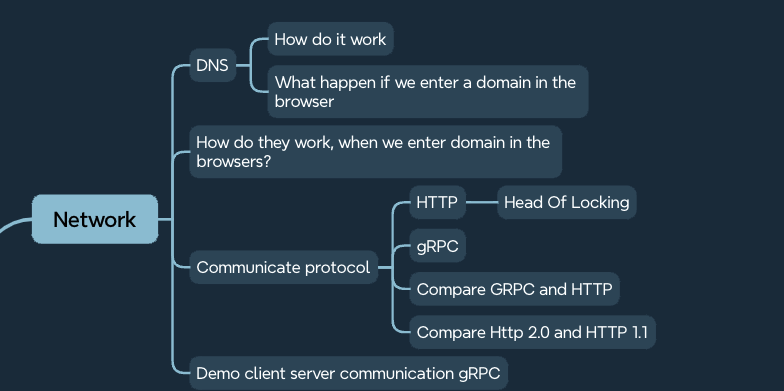 How do it work
DNS
What happen if we enter a domain in the
browser
How do they work, when we enter domain in the
browsers?
Network
HTTP
Head Of Locking
gRPC
Communicate protocol
Compare GRPC and HTTP
Compare Http 2.0 and HTTP 1.1
Demo client server communication gRPC